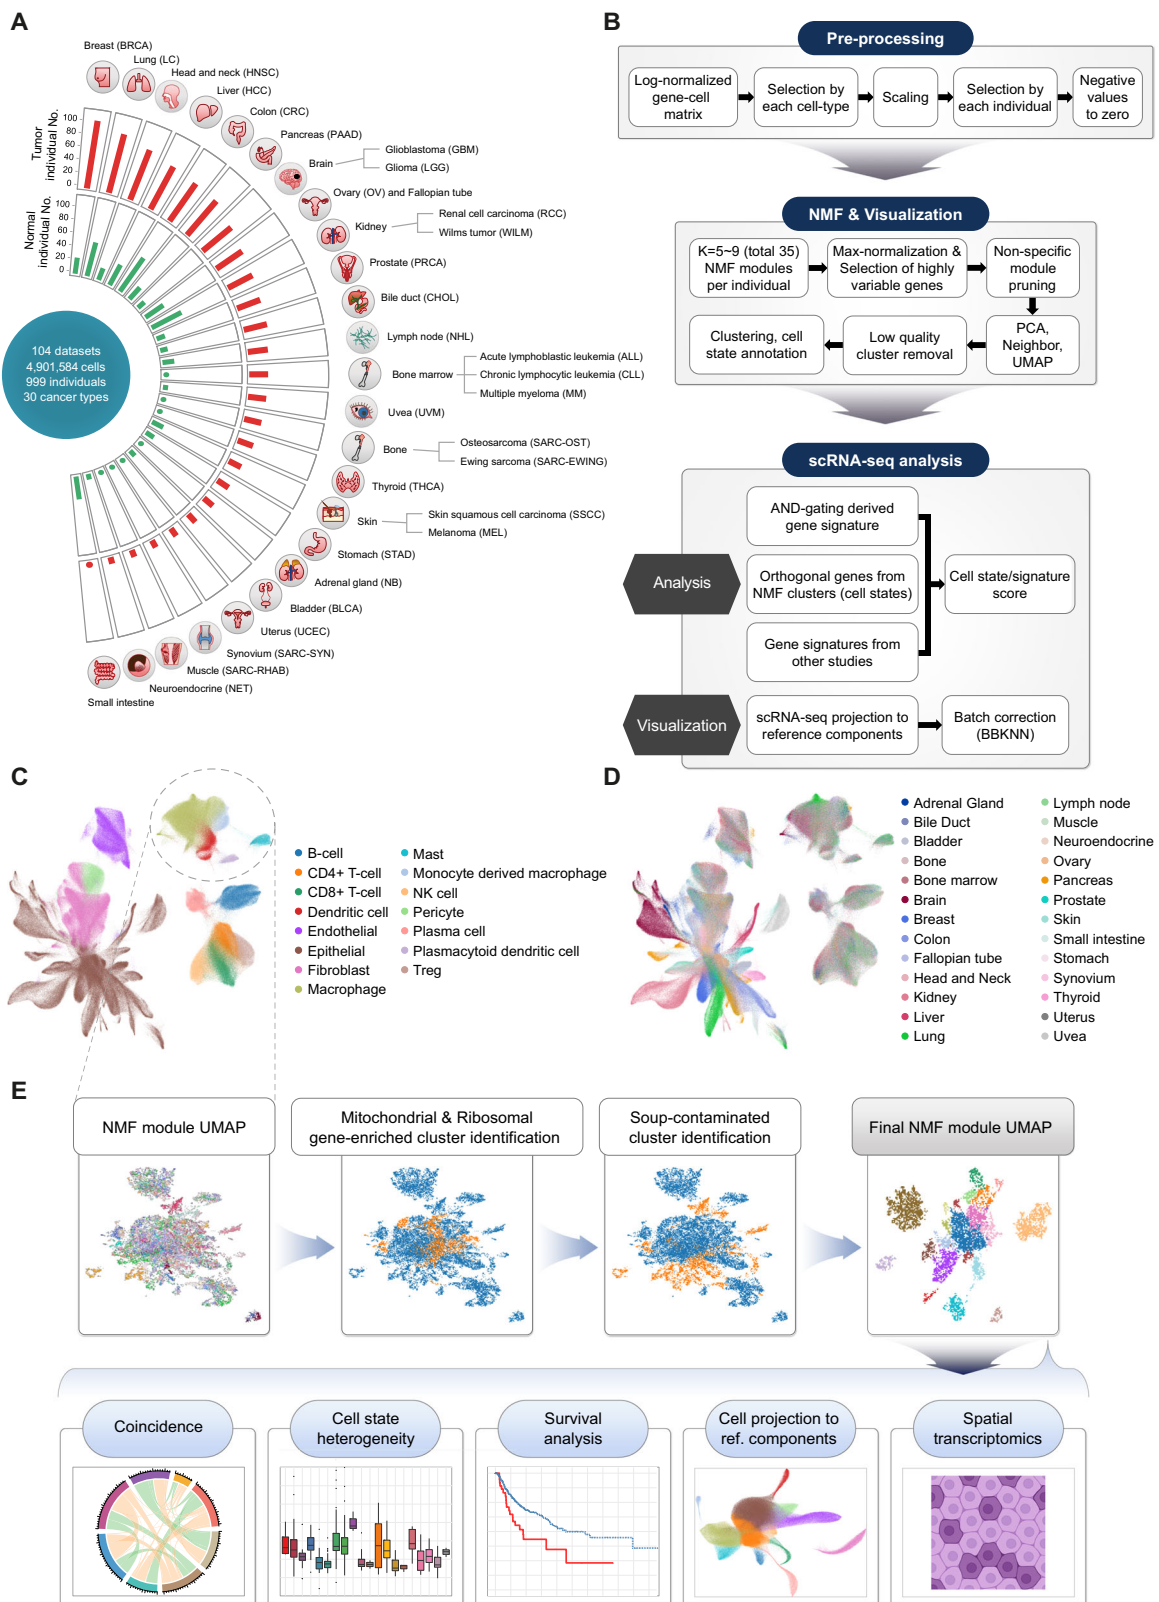 A
Breast (BRCA)
Lung (LC)
Head and neck (HNSC)
Liver (HCC)
Colon (CRC)
Pancreas (PAAD)
Brain
Glioblastoma (GBM)
Glioma (LGG)
Ovary (OV) and Fallopian tube
Kidney
Renal cell carcinoma (RCC)
Wilms tumor (WILM)
Prostate (PRCA)
Bile duct (CHOL)
Lymph node (NHL)
Bone marrow
Acute lymphoblastic leukemia (ALL)
Chronic lymphocytic leukemia (CLL)
Multiple myeloma (MM)
Uvea (UVM)
Bone
Osteosarcoma (SARC-OST)
Ewing sarcoma (SARC-EWING)
Thyroid (THCA)
Skin
Skin squamous cell carcinoma (SSCC)
Melanoma (MEL)
Stomach (STAD)
Adrenal gland (NB)
Bladder (BLCA)
Uterus (UCEC)
Synovium (SARC-SYN)
Muscle (SARC-RHAB)
Neuroendocrine (NET)
Small intestine
Tumor
individual No.
100
80
60
40
20
0
Normal
individual No.
100
80
60
40
20
0
104 datasets
4,901,584 cells
999 individuals
30 cancer types
B
Pre-processing
Log-normalized
gene-cell
matrix
Selection by
each cell-type
Scaling
Selection by
each individual
Negative
values
to zero
NMF & Visualization
K=5~9 (total 35)
NMF modules
per individual
Max-normalization &
Selection of highly
variable genes
Non-specific
module
pruning
PCA,
Neighbor,
UMAP
Low quality
cluster removal
Clustering, cell
state annotation
scRNA-seq analysis
Analysis
AND-gating derived
gene signature
Orthogonal genes from
NMF clusters (cell states)
Gene signatures from
other studies
Cell state/signature
score
Visualization
scRNA-seq projection to
reference components
Batch correction
(BBKNN)
C
B-cell
CD4+ T-cell
CD8+ T-cell
Dendritic cell
Endothelial
Epithelial
Fibroblast
Macrophage
Mast
Monocyte derived macrophage
NK cell
Pericyte
Plasma cell
Plasmacytoid dendritic cell
Treg
D
Adrenal Gland
Bile Duct
Bladder
Bone
Bone marrow
Brain
Breast
Colon
Fallopian tube
Head and Neck
Kidney
Liver
Lung
Lymph node
Muscle
Neuroendocrine
Ovary
Pancreas
Prostate
Skin
Small intestine
Stomach
Synovium
Thyroid
Uterus
Uvea
E
NMF module UMAP
Mitochondrial & Ribosomal
gene-enriched cluster identification
Soup-contaminated
cluster identification
Final NMF module UMAP
Coincidence
Cell state
heterogeneity
Survival
analysis
Cell projection to
ref. components
Spatial
transcriptomics